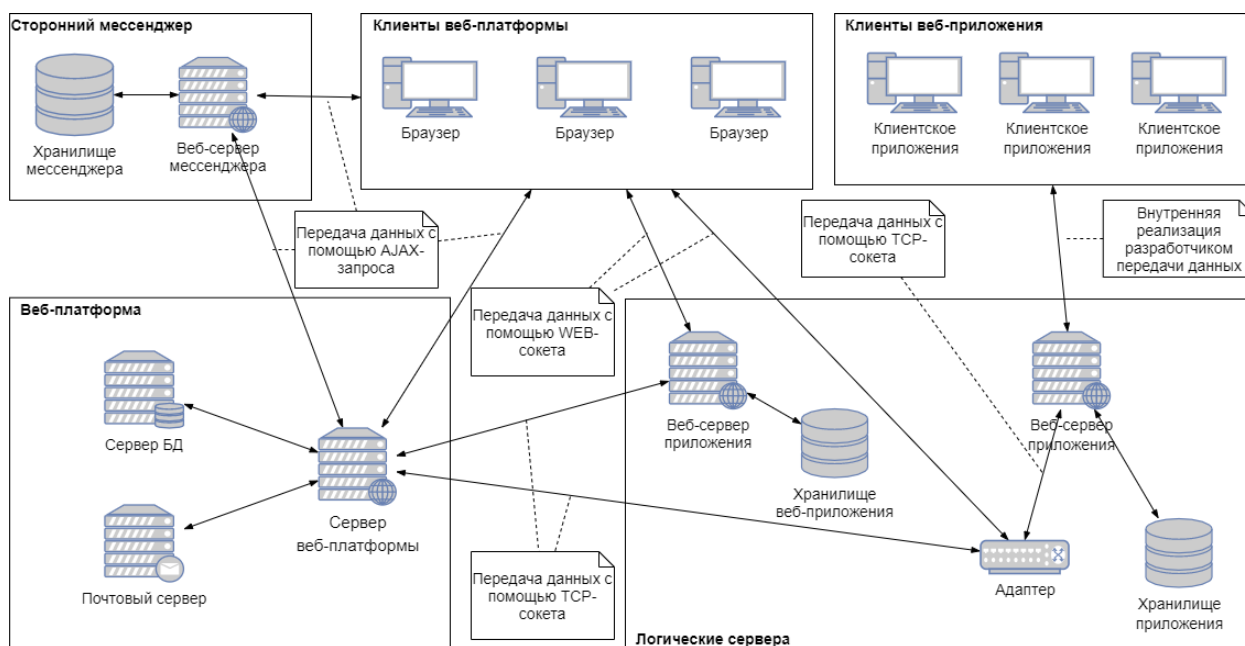 Сторонний мессенджер
Хранилище
мессенджера
Веб-сервер
мессенджера
Клиенты веб-платформы
Браузер
Браузер
Браузер
Клиенты веб-приложения
Клиентское
приложения
Клиентское
приложения
Клиентское
приложения
Передача данных с
помощью AJAX-
запроса
Передача данных с
помощью WEB-
сокета
Передача данных с
помощью TCP-
сокета
Внутренняя
реализация
разработчиком
передачи данных
Веб-платформа
Сервер БД
Почтовый сервер
Сервер
веб-платформы
Передача данных с
помощью TCP-
сокета
Веб-сервер
приложения
Хранилище
веб-приложения
Веб-сервер
приложения
Адаптер
Хранилище
приложения
Логические сервера